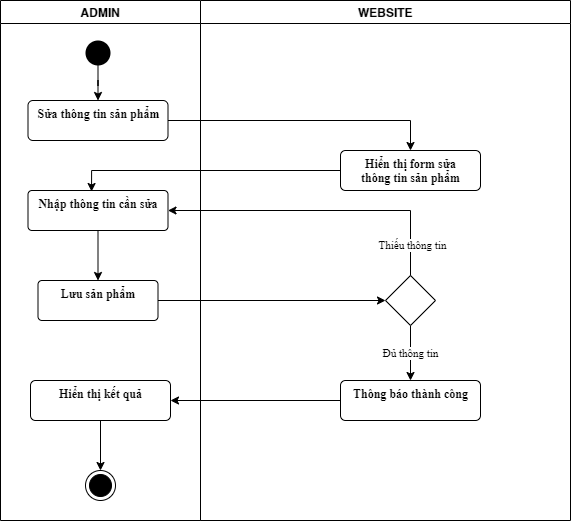 ADMIN
WEBSITE
Sửa thông tin sản phẩm
Hiển thị form sửa
thông tin sản phẩm
Nhập thông tin cần sửa
Thiếu thông tin
Lưu sản phẩm
Đủ thông tin
Hiển thị kết quả
Thông báo thành công